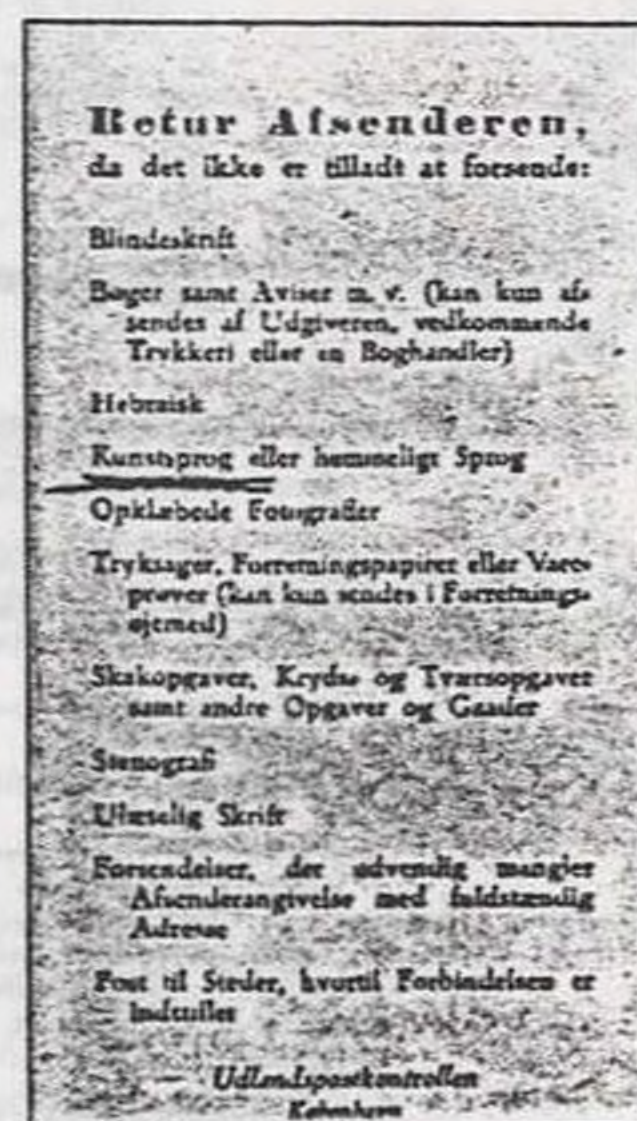 Retur Afsenderen,
da det ikke er tilladt at forsende:
Blindeskrift
Bøger samt Aviser m. v. (kan kun af-
sendes af Udgiveren, vedkommende
Trykkeri eller en Boghandler)
Hebraisk
Kunstsprog eller hemmeligt Sprog
Opklæbede Fotografier
Tryksager, Forretningspapirer eller Vare-
prøver (kan kun sendes i Forretnings-
øjemed)
Skakopgaver, Kryds- og Tværsopgaver
samt andre Opgaver og Gaader
Stenografi
Ulæselig Skrift
Forsendelser, der udvendig mangler
Afsenderangivelse med fuldstændig
Adresse
Post til Steder, hvortil Forbindelsen er
indstillet
Udlandspostkontrollen
København